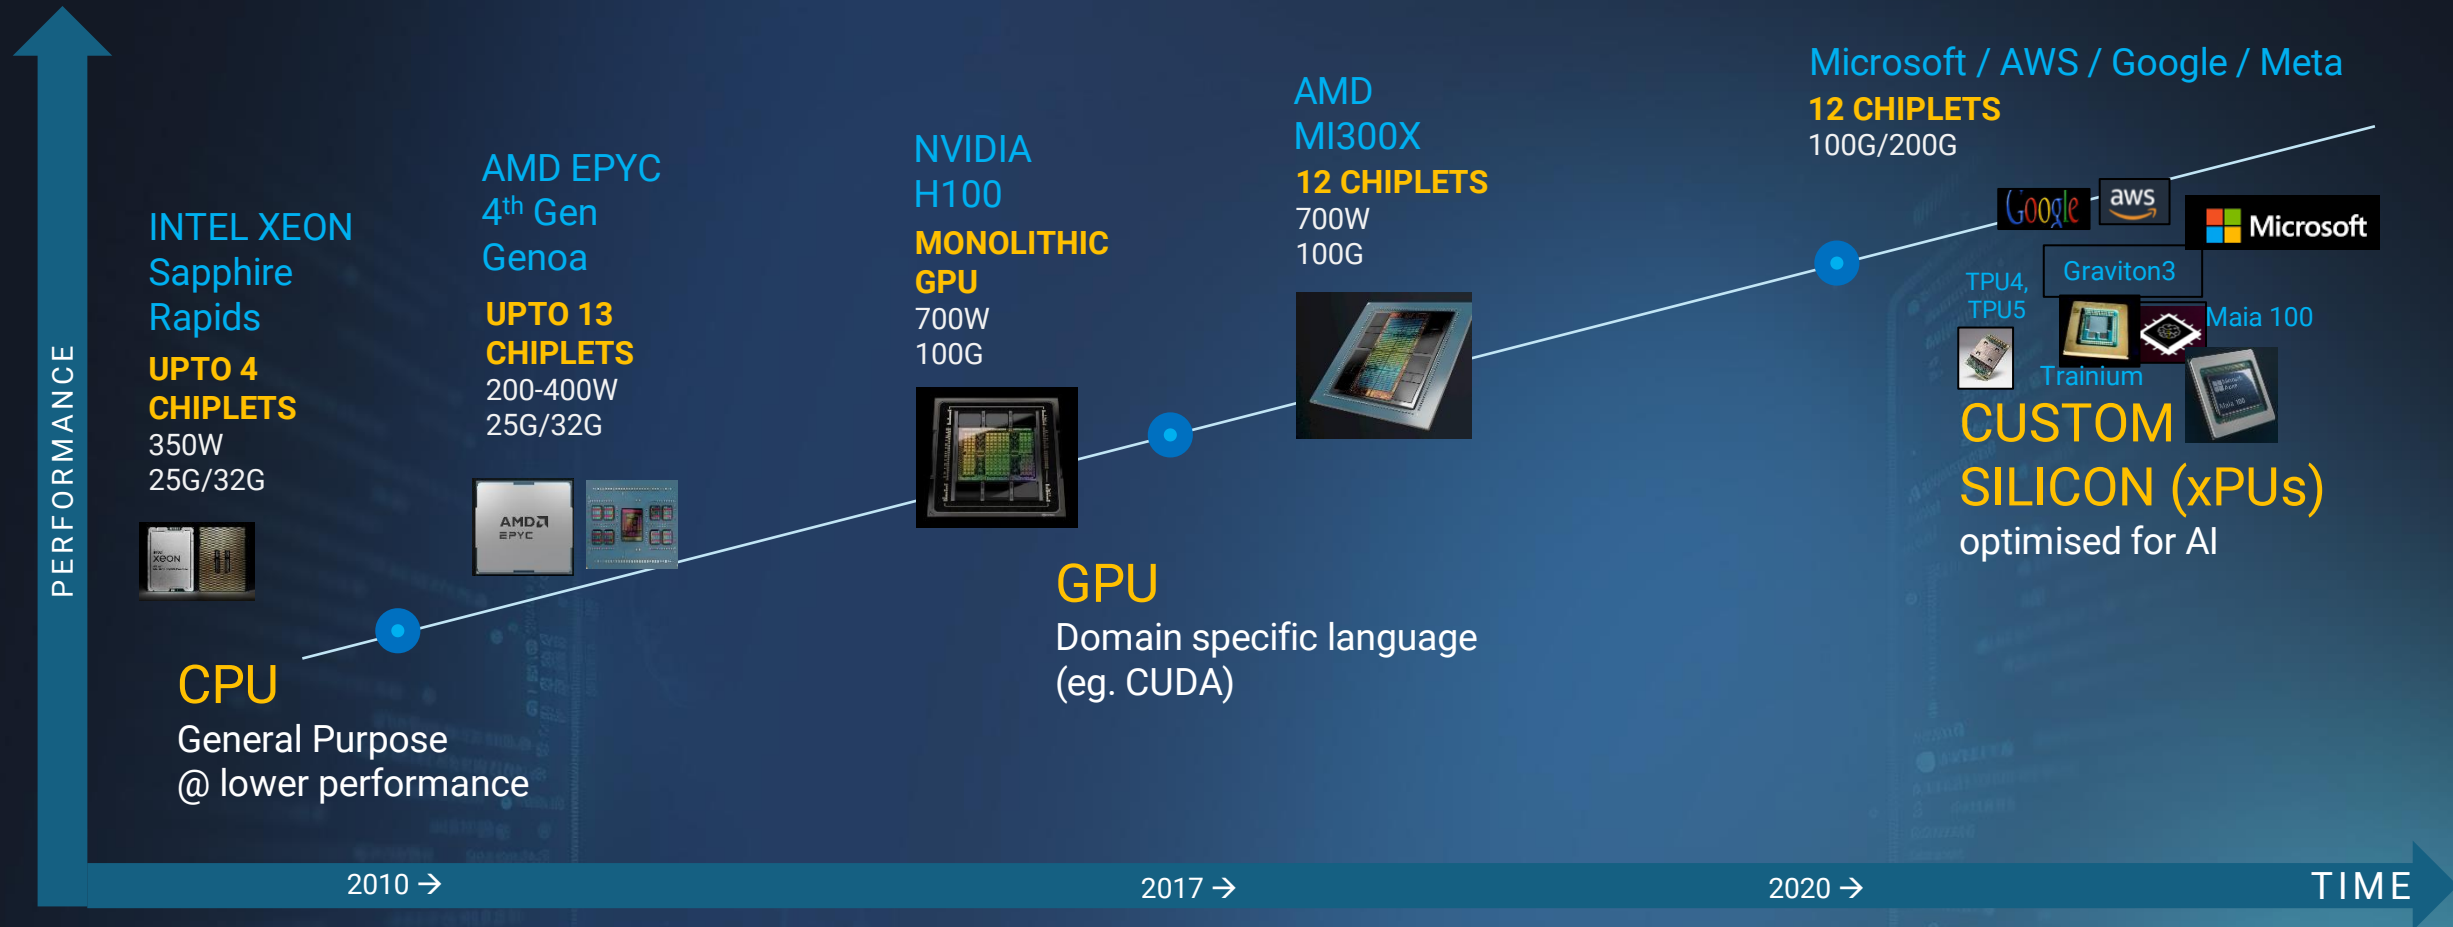 PERFORMANCE
INTEL XEON
Sapphire
Rapids
UPTO 4
CHIPLETS
350W
25G/32G
XEON
CPU
General Purpose
@ lower performance
AMD EPYC
4th Gen
Genoa
UPTO 13
CHIPLETS
200-400W
25G/32G
AMD
EPYC
NVIDIA
H100
MONOLITHIC
GPU
700W
100G
GPU
Domain specific language
(eg. CUDA)
AMD
MI300X
12 CHIPLETS
700W
100G
Microsoft / AWS / Google / Meta
12 CHIPLETS
100G/200G
Google
aws
Microsoft
Graviton3
TPU4,
TPU5
Maia 100
Trainium
Maia 100
CUSTOM
SILICON (xPUs)
optimised for AI
2010 →
2017 →
2020 →
TIME